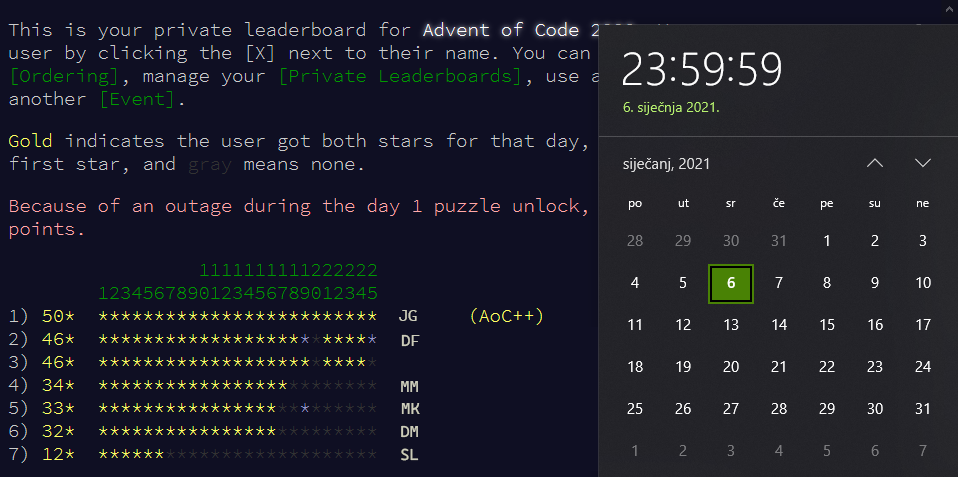 This is your private leaderboard for Advent of Code
user by clicking the [X] next to their name. You can
[Ordering], manage your [Private Leaderboards], use
another [Event].
Gold indicates the user got both stars for that day,
first star, and gray means none.
Because of an outage during the day 1 puzzle unlock,
points.
1111111111222222
1234567890123456789012345
1) 50* ************************* JG (AoC++)
2) 46* ************************* DF
3) 46* *************************
4) 34* ************************* MM
5) 33* ************************* MK
6) 32* ************************* DM
7) 12* ************************* SL
23:59:59
6. siječnja 2021.
siječanj, 2021
po ut sr če pe su ne
28 29 30 31 1 2 3
4 5 6 7 8 9 10
11 12 13 14 15 16 17
18 19 20 21 22 23 24
25 26 27 28 29 30 31
1 2 3 4 5 6 7